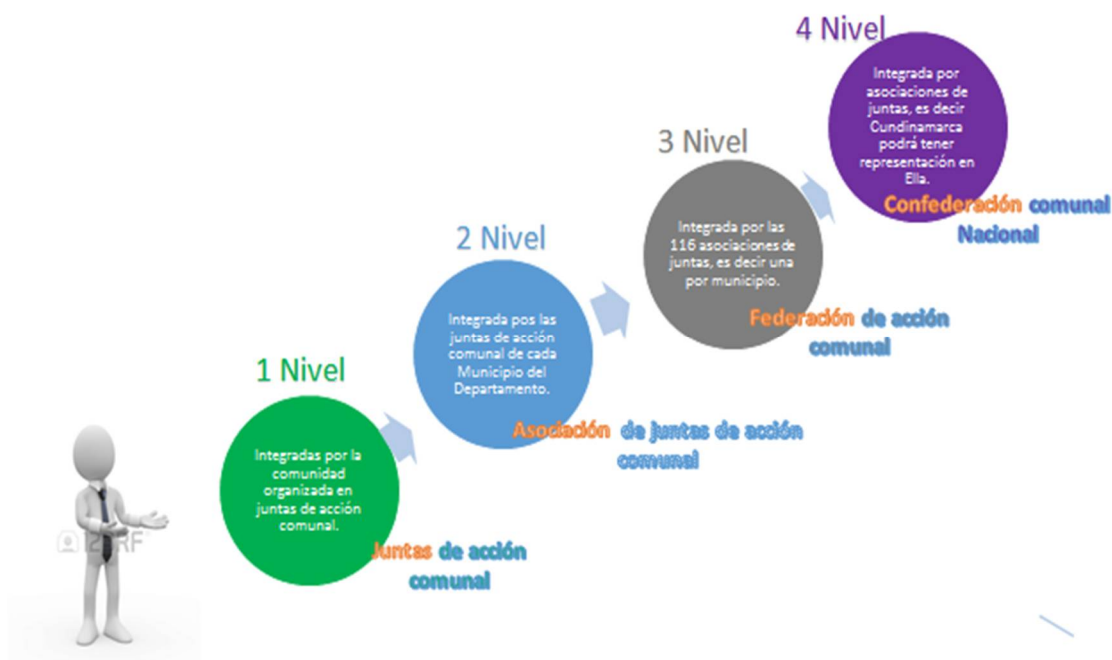 4 Nivel
Integrada por
asociaciones de
juntas, es decir
Cundinamarca
podrá tener
representación en
Ella.
Confederación comunal
Nacional
3 Nivel
Integrada por las
116 asociaciones de
juntas, es decir una
por municipio.
Federación de acción
comunal
2 Nivel
Integrada pos las
juntas de acción
comunal de cada
Municipio del
Departamento.
Asociación de juntas de acción
comunal
1 Nivel
Integradas por la
comunidad
organizada en
juntas de acción
comunal.
Juntas de acción
comunal